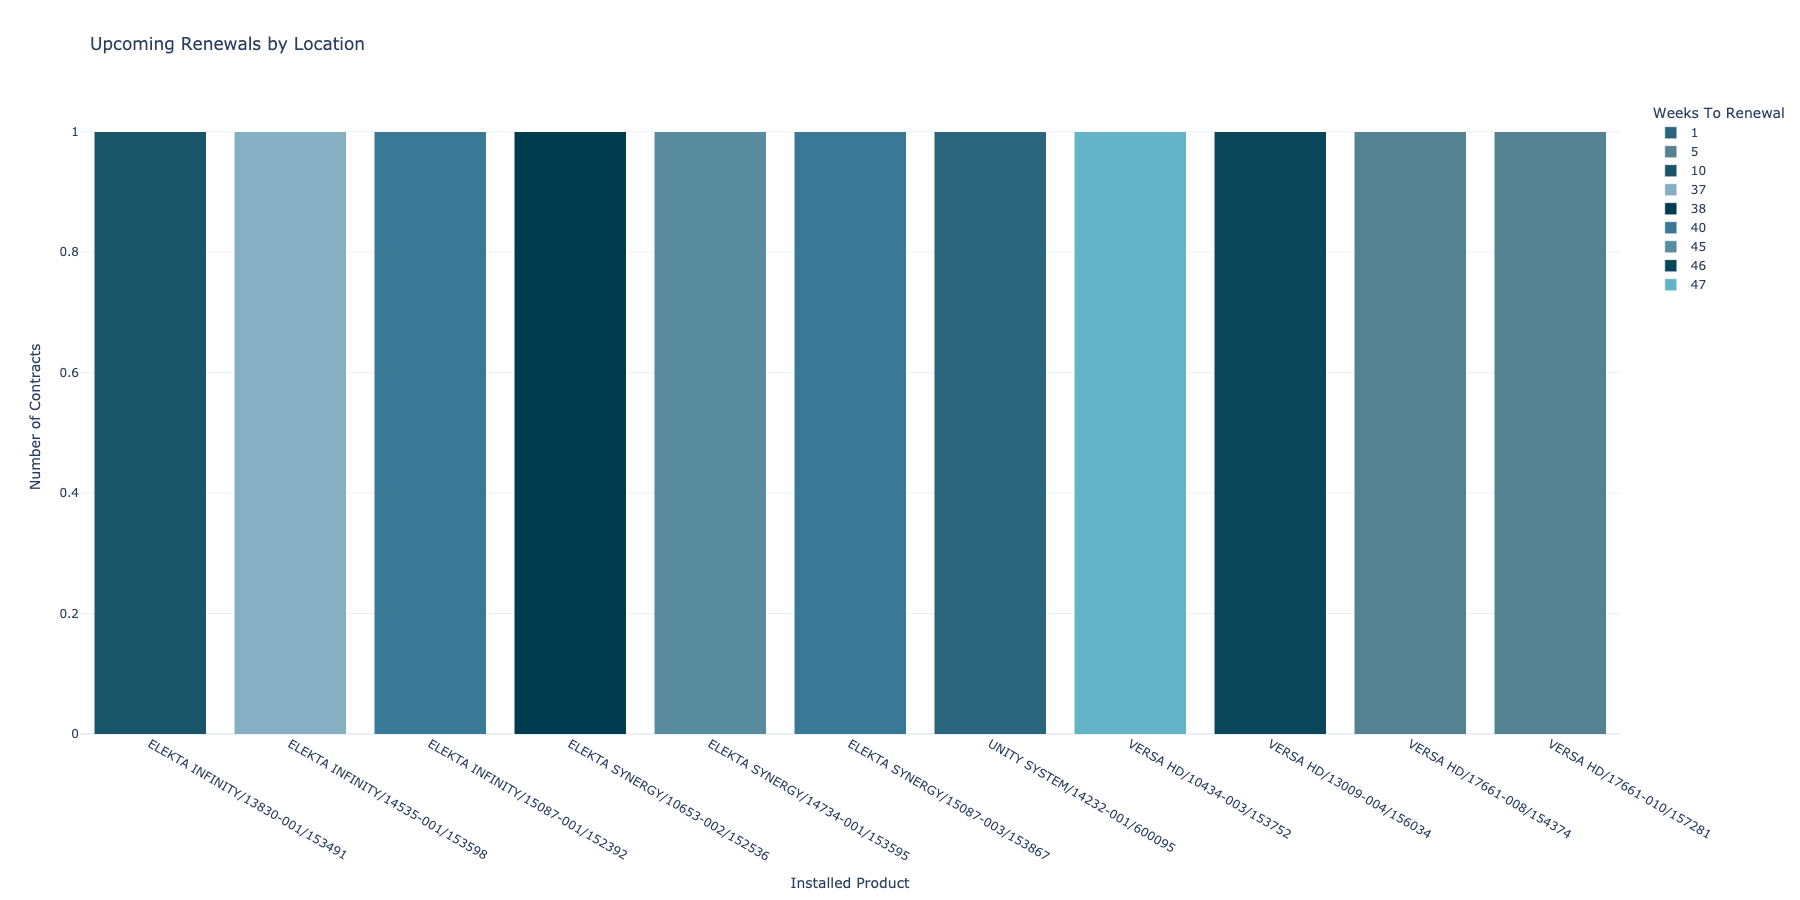 Upcoming Renewals by Location
Weeks To Renewal
1
5
10
37
38
40
45
46
47
Number of Contracts
1
0.8
0.6
0.4
0.2
0
ELEKTA INFINITY/13830-001/153491
ELEKTA INFINITY/14535-001/153598
ELEKTA INFINITY/15087-001/152392
ELEKTA SYNERGY/10653-002/152536
ELEKTA SYNERGY/14734-001/153595
ELEKTA SYNERGY/15087-003/153867
UNITY SYSTEM/14232-001/600095
VERSA HD/10434-003/153752
VERSA HD/13009-004/156034
VERSA HD/17661-008/154374
VERSA HD/17661-010/157281
Installed Product